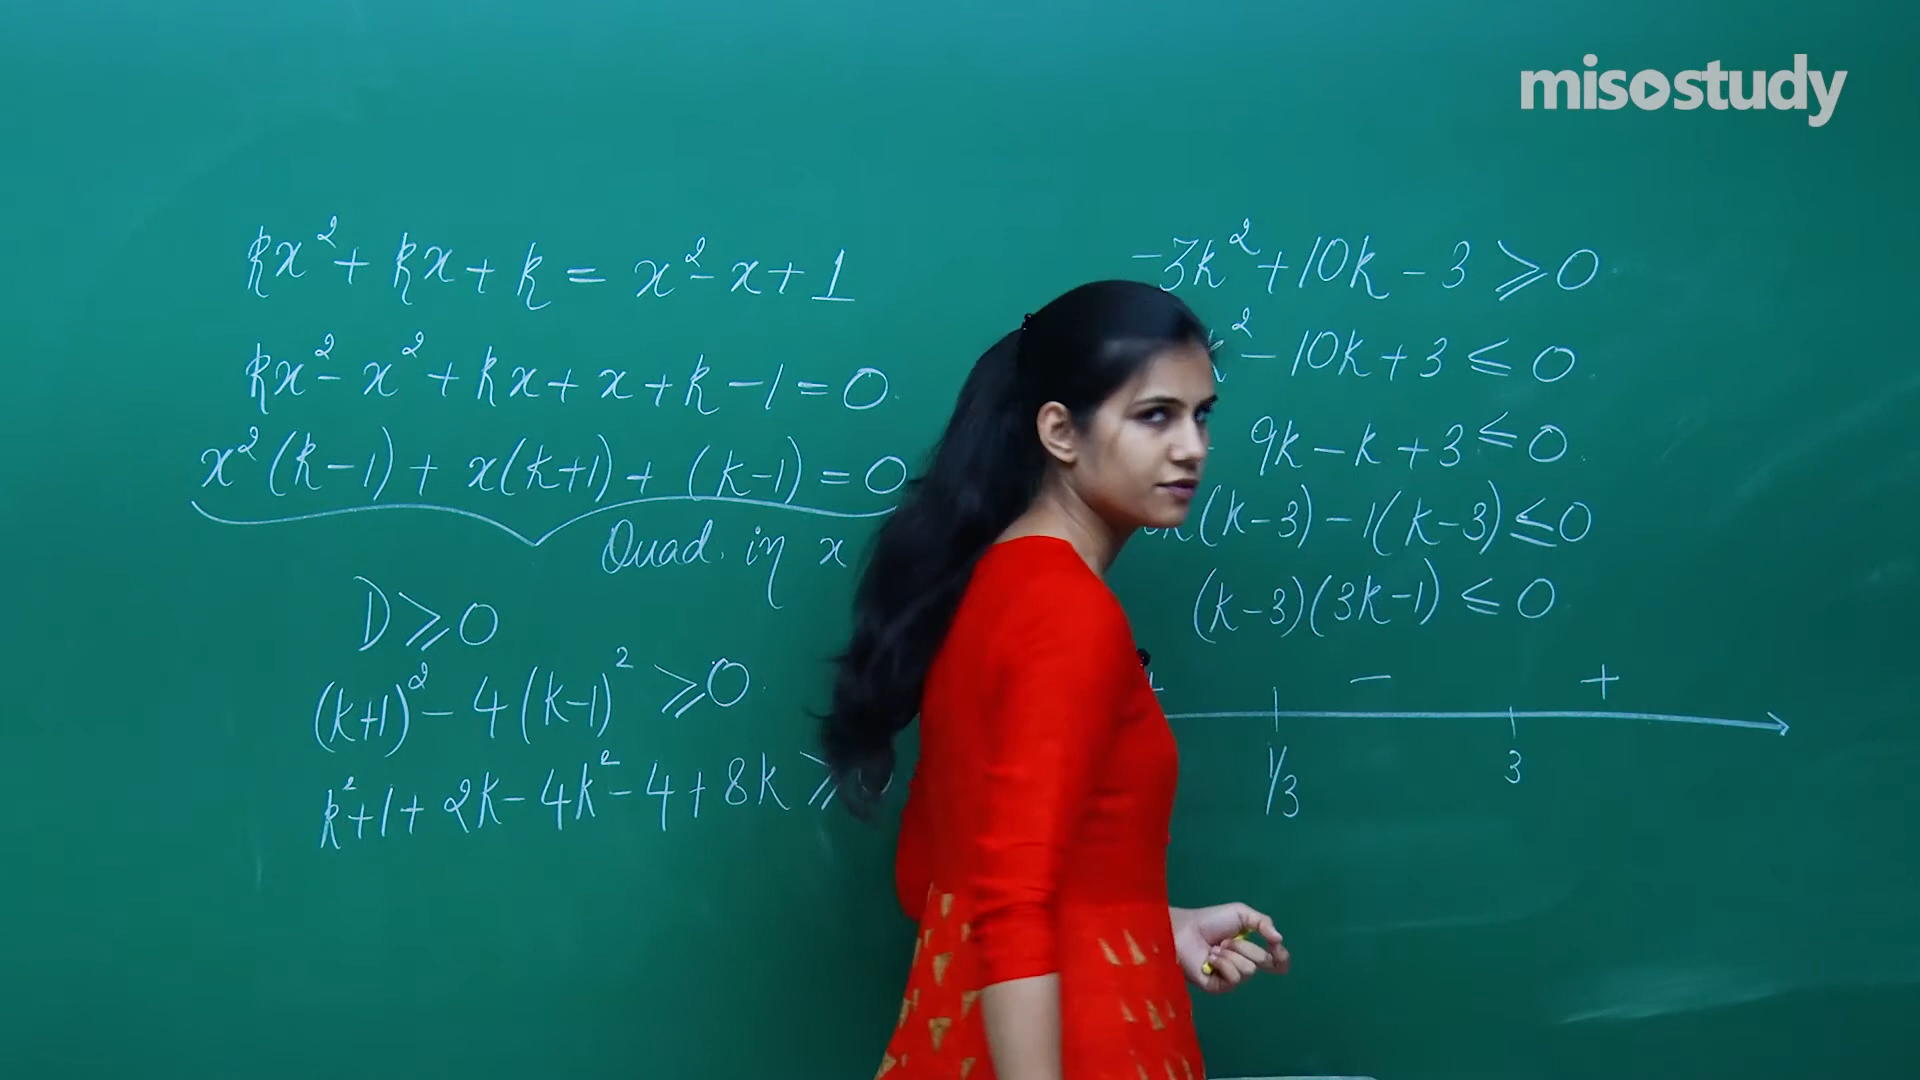 misostudy
kx² + kx + k = x² - x + 1
kx² - x² + kx + x + k - 1 = 0
x²(k-1) + x(k+1) + (k-1) = 0
Quad. in x
D ≥ 0
(k+1)² - 4(k-1)² ≥ 0
k² + 1 + 2k - 4k² - 4 + 8k ≥
-3k² + 10k - 3 ≥ 0
² - 10k + 3 ≤ 0
9k - k + 3 ≤ 0
(k-3) - 1(k-3) ≤ 0
(k-3)(3k-1) ≤ 0
- +
1/3 3